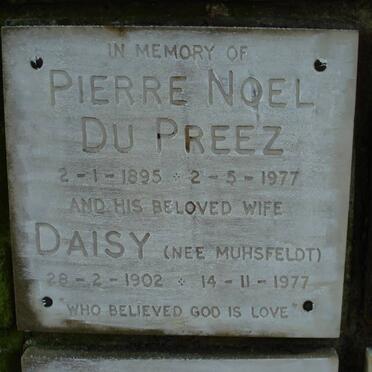 IN MEMORY OF
PIERRE NOEL
DU PREEZ
2-1-1895 ÷ 2-5-1977
AND HIS BELOVED WIFE
DAISY (NEE MUHSFELDT)
28-2-1902 ÷ 14-11-1977
"WHO BELIEVED GOD IS LOVE"